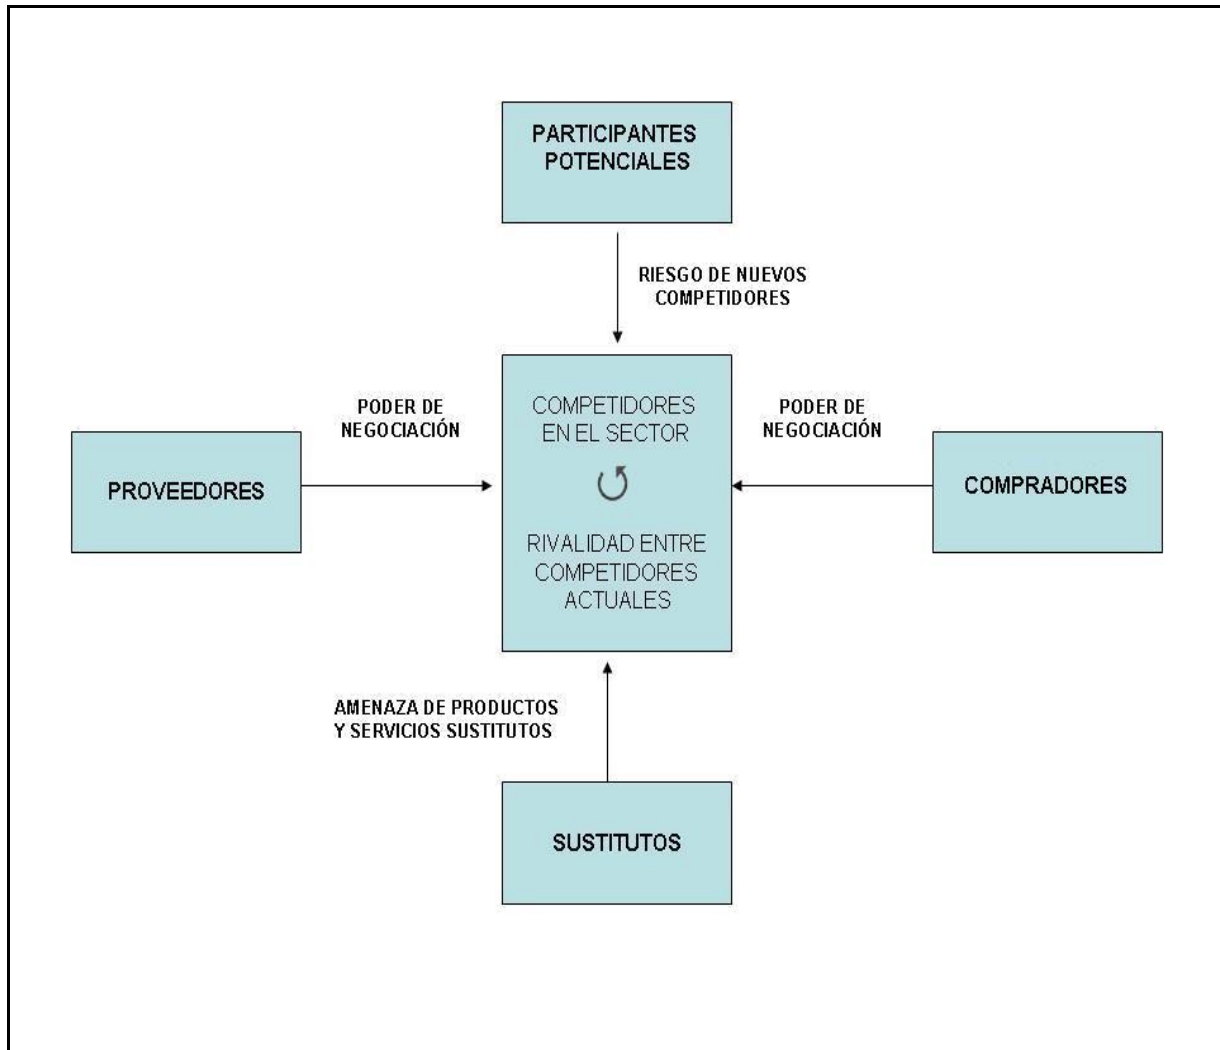 PARTICIPANTES
POTENCIALES
RIESGO DE NUEVOS
COMPETIDORES
PODER DE
NEGOCIACIÓN
COMPETIDORES
EN EL SECTOR
PODER DE
NEGOCIACIÓN
PROVEEDORES
COMPRADORES
RIVALIDAD ENTRE
COMPETIDORES
ACTUALES
AMENAZA DE PRODUCTOS
Y SERVICIOS SUSTITUTOS
SUSTITUTOS